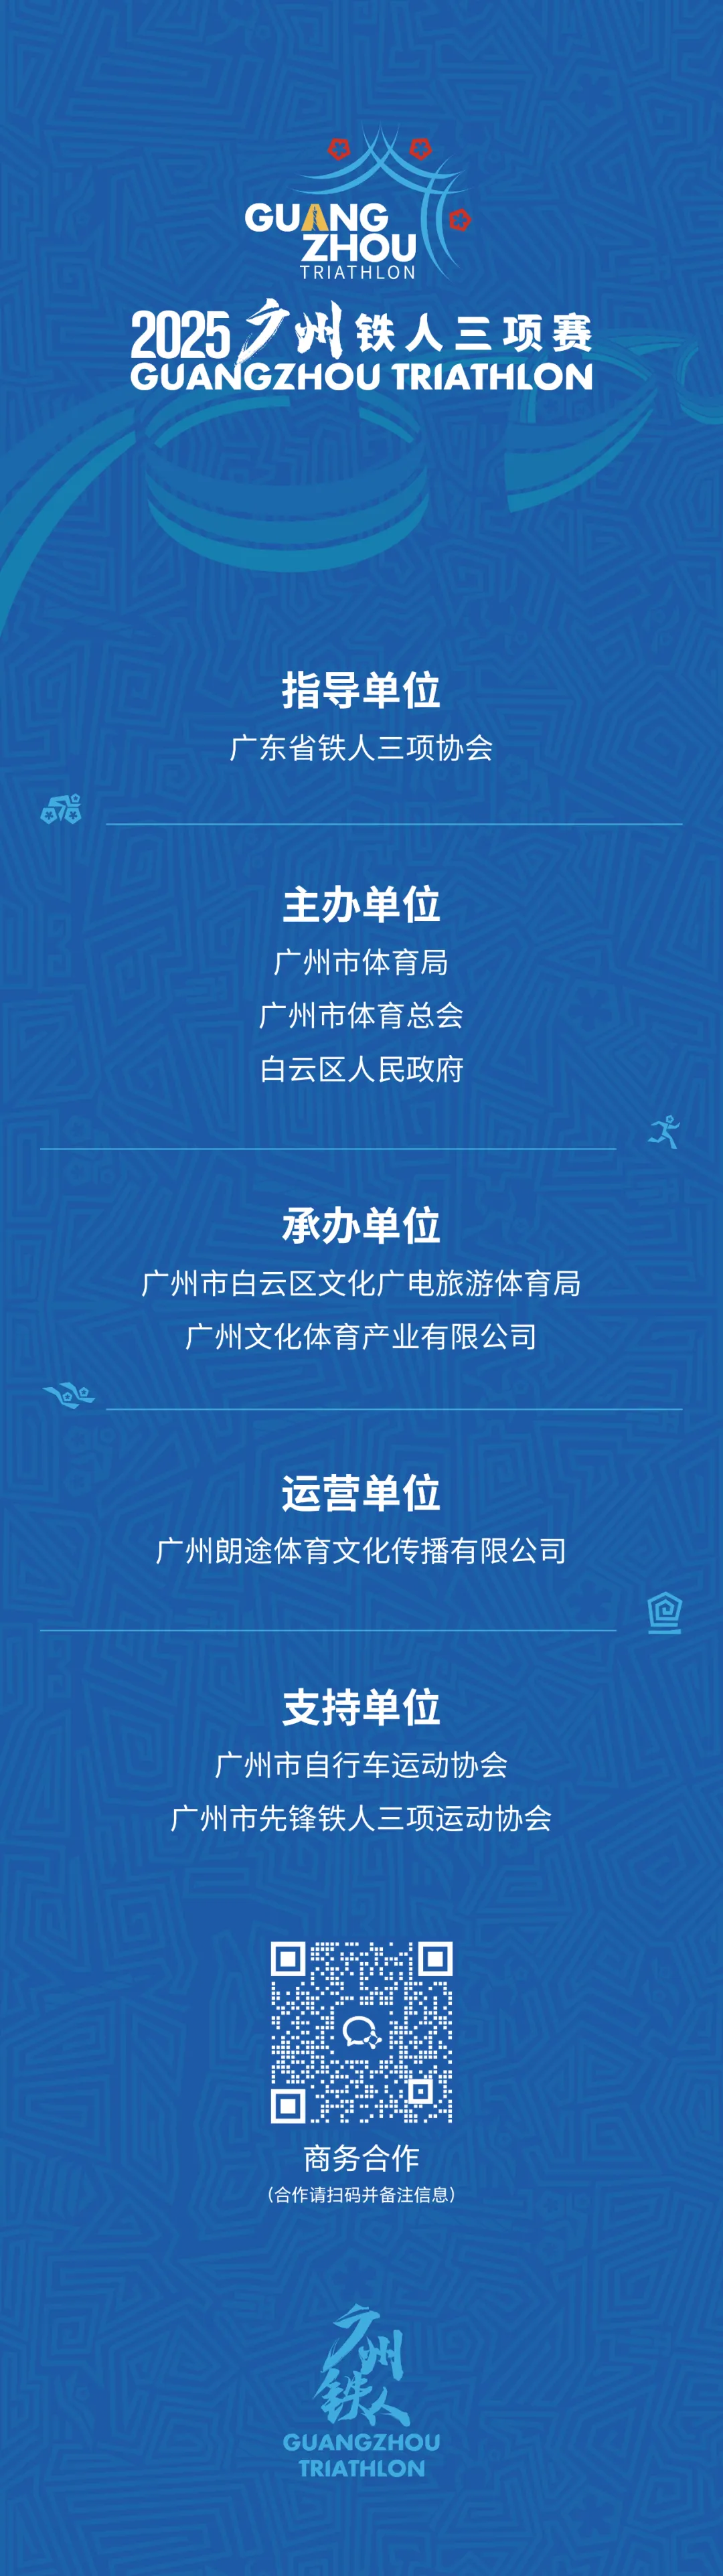 GUANG
ZHOU
TRIATHLON
2025广州铁人三项赛
GUANGZHOU TRIATHLON
指导单位
广东省铁人三项协会
主办单位
广州市体育局
广州市体育总会
白云区人民政府
承办单位
广州市白云区文化广电旅游体育局
广州文化体育产业有限公司
运营单位
广州朗途体育文化传播有限公司
支持单位
广州市自行车运动协会
广州市先锋铁人三项运动协会
商务合作
(合作请扫码并备注信息)
广州
铁人
GUANGZHOU
TRIATHLON